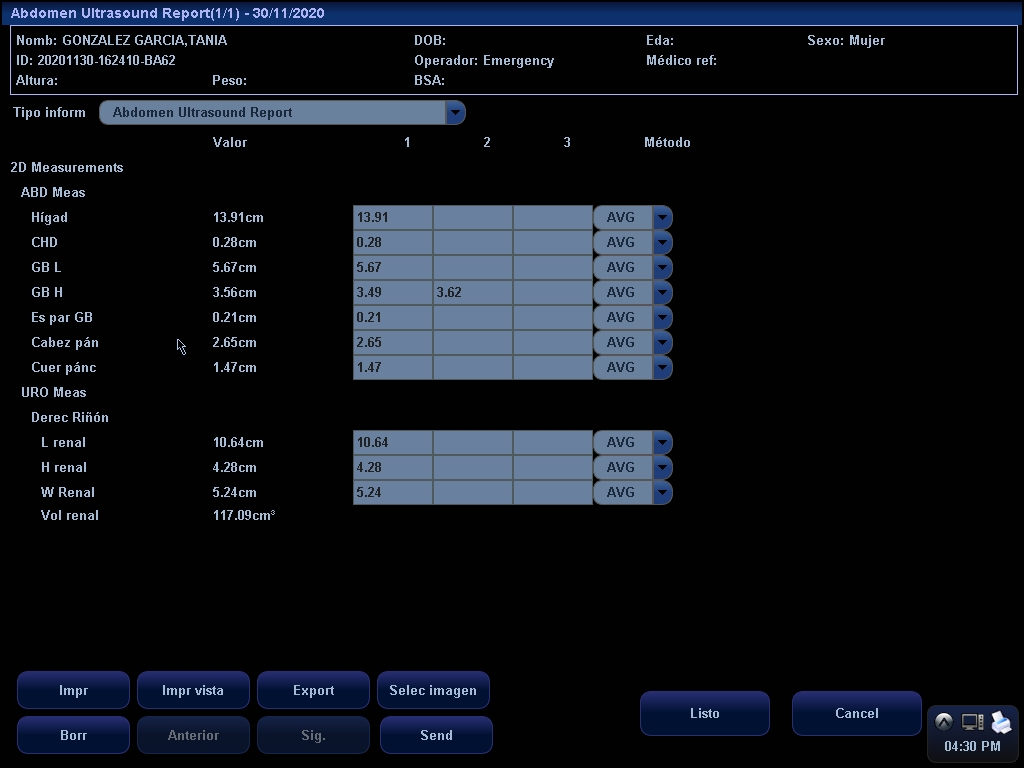 Abdomen Ultrasound Report(1/1) - 30/11/2020
Nomb: GONZALEZ GARCIA,TANIA DOB: Eda: Sexo: Mujer
ID: 20201130-162410-BA62 Operador: Emergency Médico ref:
Altura: Peso: BSA:
Tipo inform Abdomen Ultrasound Report
Valor 1 2 3 Método
2D Measurements
ABD Meas
Hígad 13.91cm 13.91 AVG
CHD 0.28cm 0.28 AVG
GB L 5.67cm 5.67 AVG
GB H 3.56cm 3.49 3.62 AVG
Es par GB 0.21cm 0.21 AVG
Cabez pán 2.65cm 2.65 AVG
Cuer pánc 1.47cm 1.47 AVG
URO Meas
Derec Riñón
L renal 10.64cm 10.64 AVG
H renal 4.28cm 4.28 AVG
W Renal 5.24cm 5.24 AVG
Vol renal 117.09cm³
Impr Impr vista Export Selec imagen
Borr Anterior Sig. Send
Listo Cancel
04:30 PM